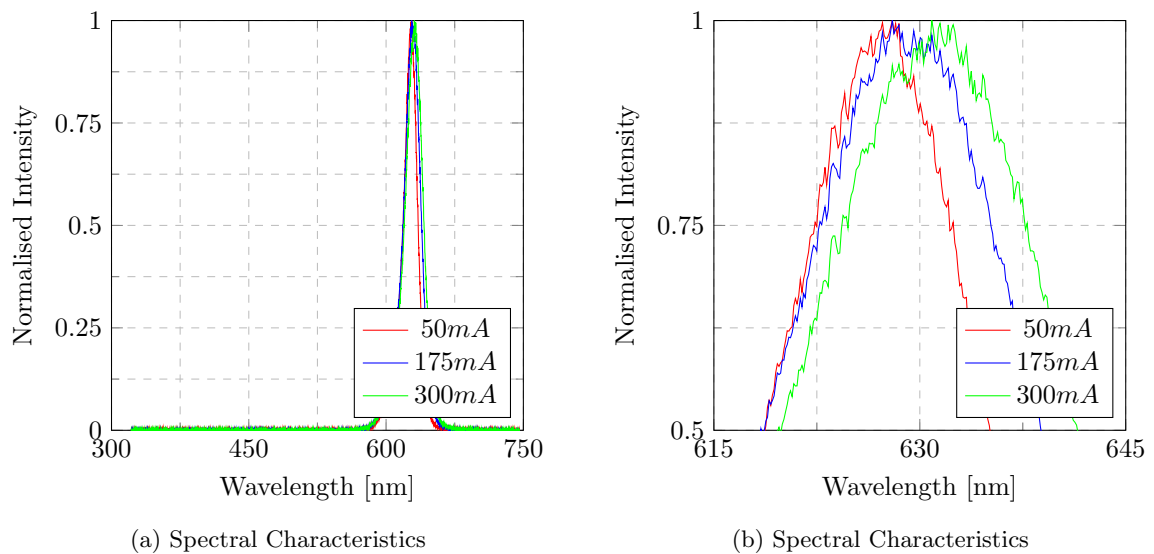 1
0.75
0.5
0.25
0
300
450
600
750
Normalised Intensity
Wavelength [nm]
50mA
175mA
300mA
(a) Spectral Characteristics
1
0.75
0.5
615
630
645
Normalised Intensity
Wavelength [nm]
50mA
175mA
300mA
(b) Spectral Characteristics